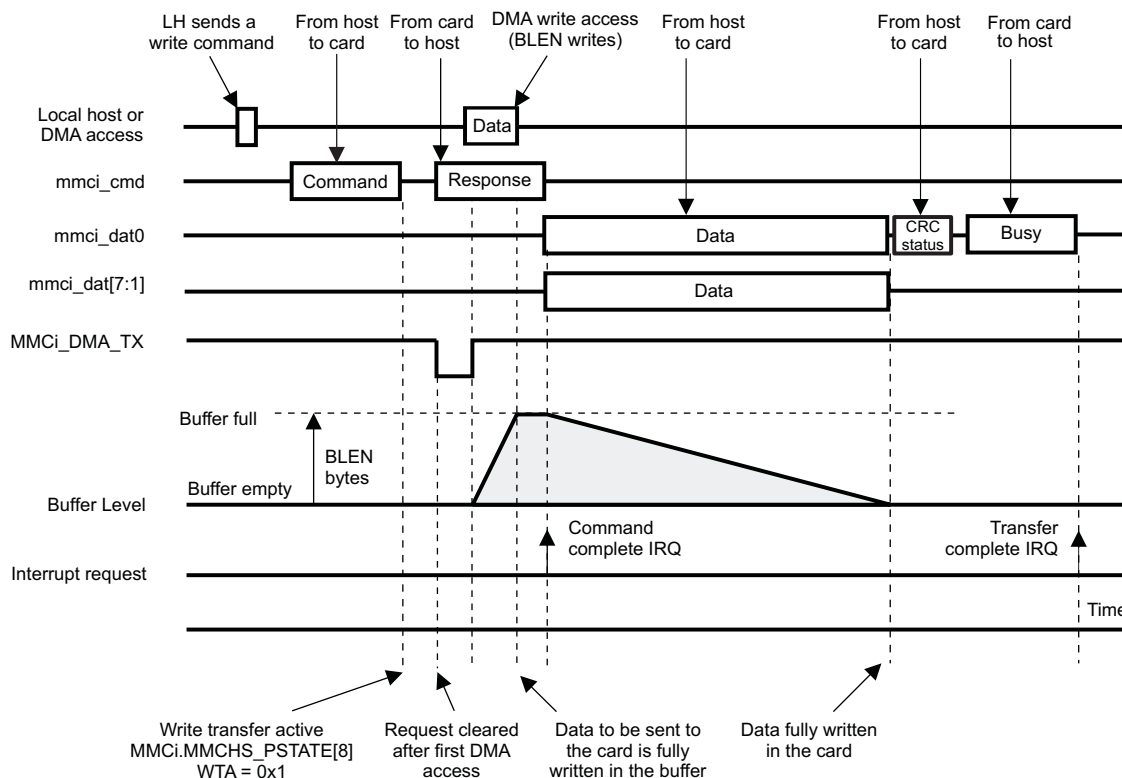 LH sends a
write command
From host
to card
From card
to host
DMA write access
(BLEN writes)
From host
to card
From host
to card
From card
to host
Local host or
DMA access
Data
mmci_cmd
Command
Response
mmci_dat0
Data
CRC
status
Busy
mmci_dat[7:1]
Data
MMCi_DMA_TX
Buffer full
BLEN
bytes
Buffer empty
Buffer Level
Command
complete IRQ
Transfer
complete IRQ
Interrupt request
Time
Write transfer active
MMCi.MMCHS_PSTATE[8]
WTA = 0x1
Request cleared
after first DMA
access
Data to be sent to
the card is fully
written in the buffer
Data fully written
in the card